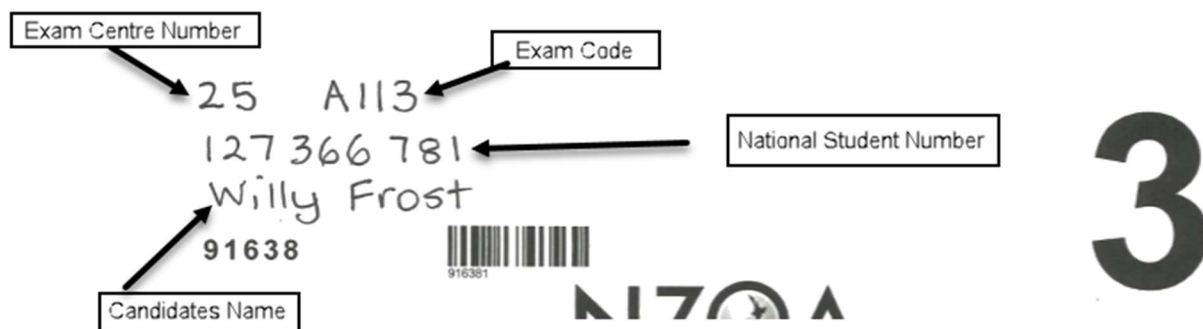 Exam Centre Number
Exam Code
25 A113
127 366 781
National Student Number
Willy Frost
91638
916381
Candidates Name
NZQA
3